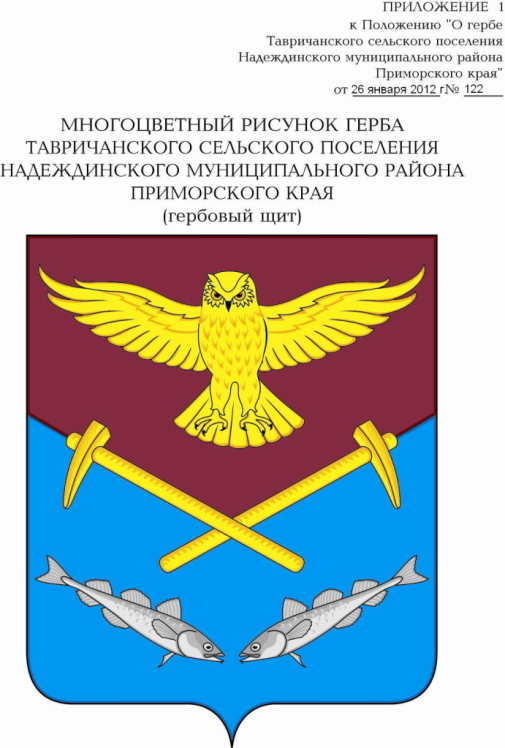 ПРИЛОЖЕНИЕ 1
к Положению "О гербе
Тавричанского сельского поселения
Надеждинского муниципального района
Приморского края"
от 26 января 2012 г№ 122
МНОГОЦВЕТНЫЙ РИСУНОК ГЕРБА
ТАВРИЧАНСКОГО СЕЛЬСКОГО ПОСЕЛЕНИЯ
НАДЕЖДИНСКОГО МУНИЦИПАЛЬНОГО РАЙОНА
ПРИМОРСКОГО КРАЯ
(гербовый щит)